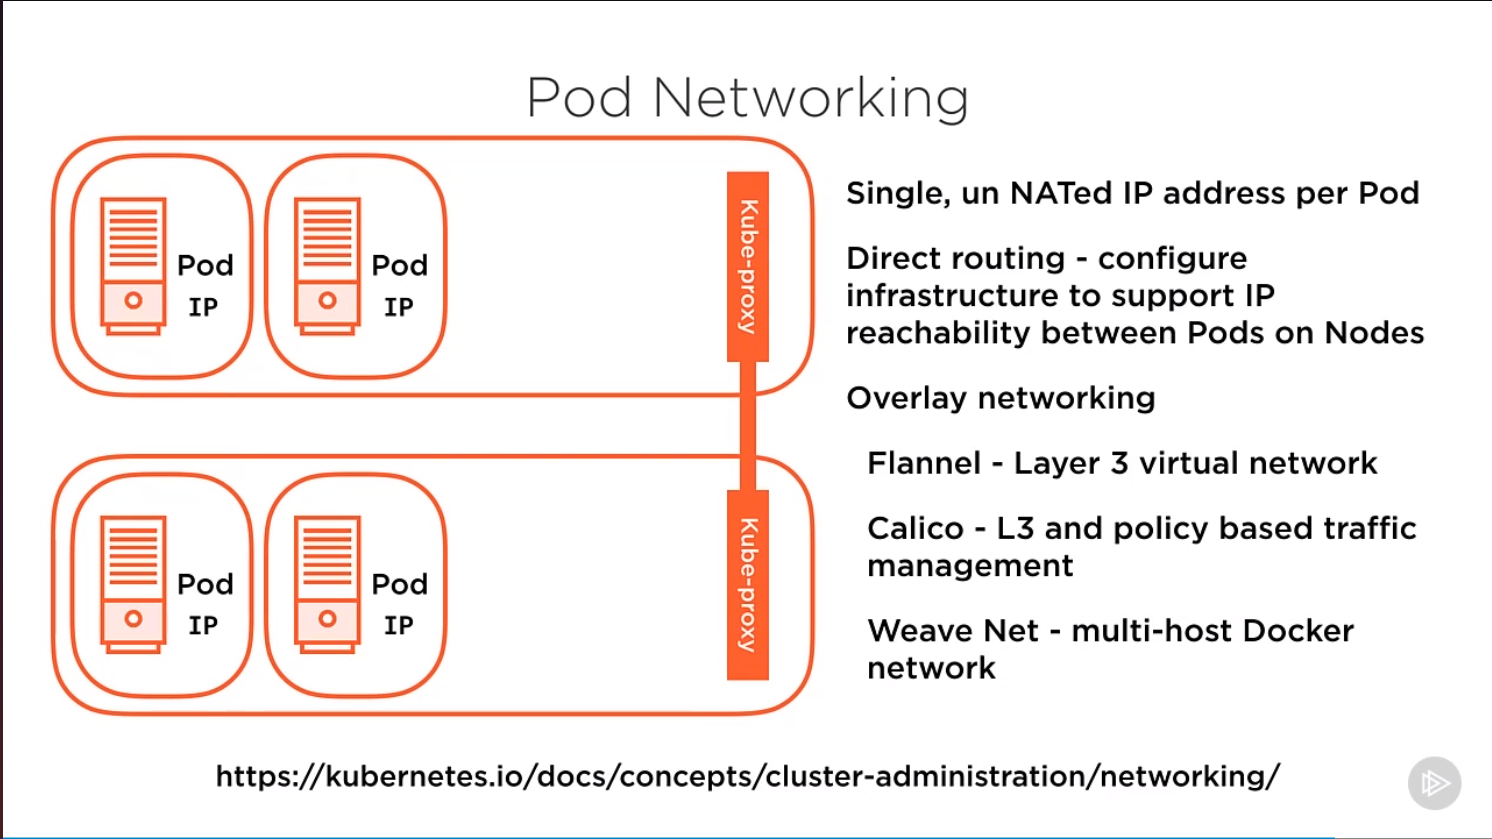 Pod Networking
Pod
IP
Pod
IP
Kube-proxy
Pod
IP
Pod
IP
Kube-proxy
Single, un NATed IP address per Pod
Direct routing - configure
infrastructure to support IP
reachability between Pods on Nodes
Overlay networking
Flannel - Layer 3 virtual network
Calico - L3 and policy based traffic
management
Weave Net - multi-host Docker
network
https://kubernetes.io/docs/concepts/cluster-administration/networking/